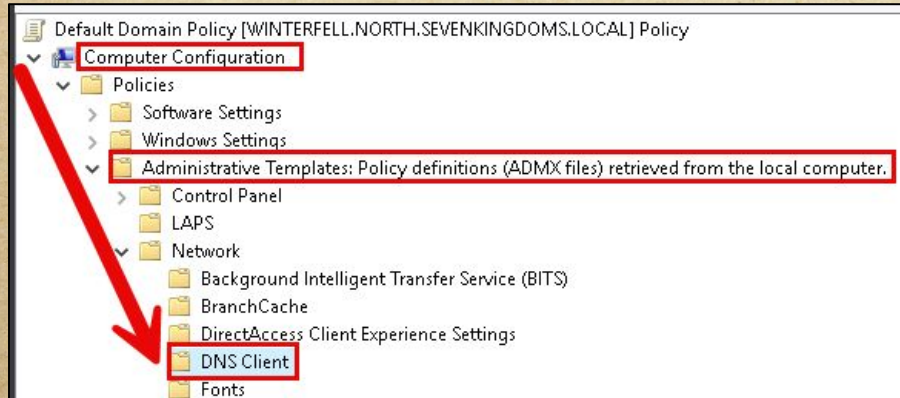 Default Domain Policy [WINTERFELL.NORTH.SEVENKINGDOMS.LOCAL] Policy
Computer Configuration
Policies
Software Settings
Windows Settings
Administrative Templates: Policy definitions (ADMX files) retrieved from the local computer.
Control Panel
LAPS
Network
Background Intelligent Transfer Service (BITS)
BranchCache
DirectAccess Client Experience Settings
DNS Client
Fonts